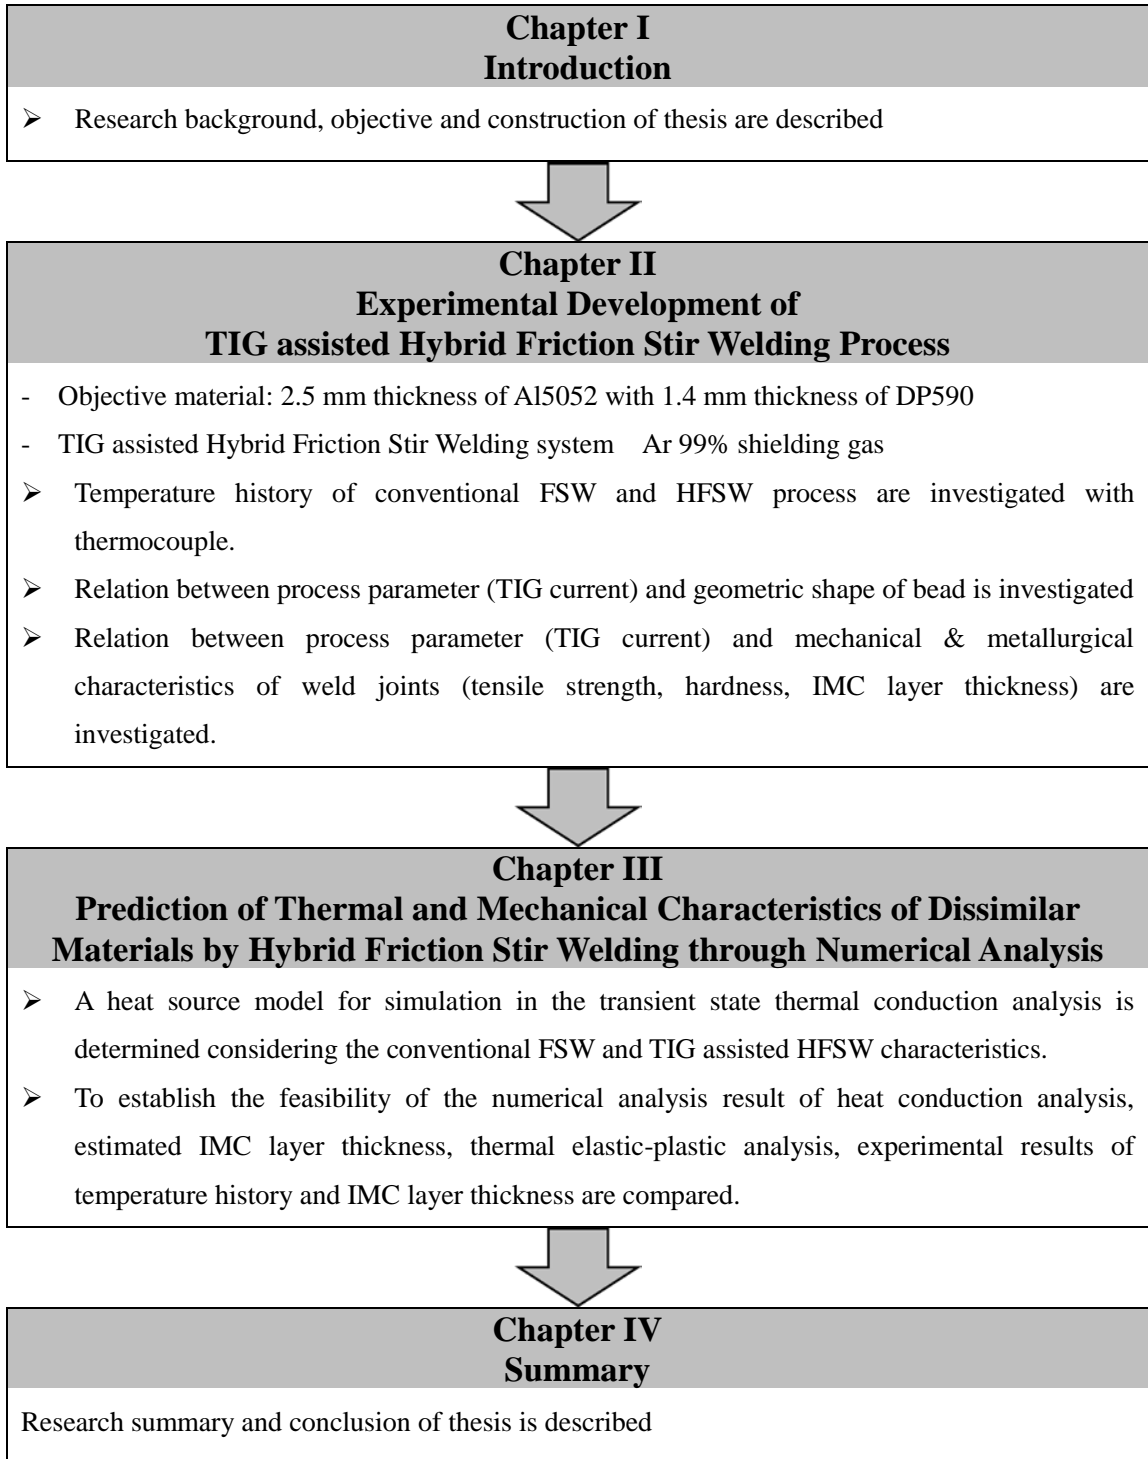 Chapter I
Introduction
➢ Research background, objective and construction of thesis are described
Chapter II
Experimental Development of
TIG assisted Hybrid Friction Stir Welding Process
- Objective material: 2.5 mm thickness of Al5052 with 1.4 mm thickness of DP590
- TIG assisted Hybrid Friction Stir Welding system Ar 99% shielding gas
➢ Temperature history of conventional FSW and HFSW process are investigated with
thermocouple.
➢ Relation between process parameter (TIG current) and geometric shape of bead is investigated
➢ Relation between process parameter (TIG current) and mechanical & metallurgical
characteristics of weld joints (tensile strength, hardness, IMC layer thickness) are
investigated.
Chapter III
Prediction of Thermal and Mechanical Characteristics of Dissimilar
Materials by Hybrid Friction Stir Welding through Numerical Analysis
➢ A heat source model for simulation in the transient state thermal conduction analysis is
determined considering the conventional FSW and TIG assisted HFSW characteristics.
➢ To establish the feasibility of the numerical analysis result of heat conduction analysis,
estimated IMC layer thickness, thermal elastic-plastic analysis, experimental results of
temperature history and IMC layer thickness are compared.
Chapter IV
Summary
Research summary and conclusion of thesis is described